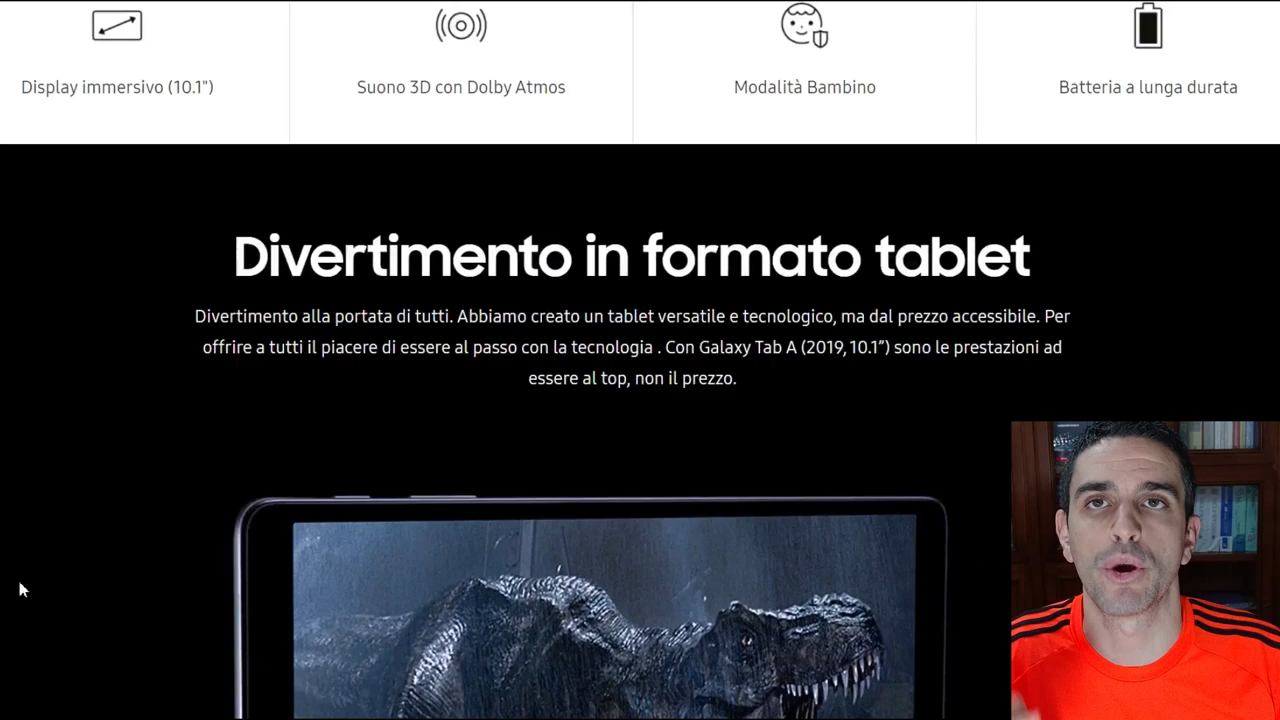 Display immersivo (10.1")
Suono 3D con Dolby Atmos
Modalità Bambino
Batteria a lunga durata
Divertimento in formato tablet
Divertimento alla portata di tutti. Abbiamo creato un tablet versatile e tecnologico, ma dal prezzo accessibile. Per
offrire a tutti il piacere di essere al passo con la tecnologia . Con Galaxy Tab A (2019, 10.1”) sono le prestazioni ad
essere al top, non il prezzo.